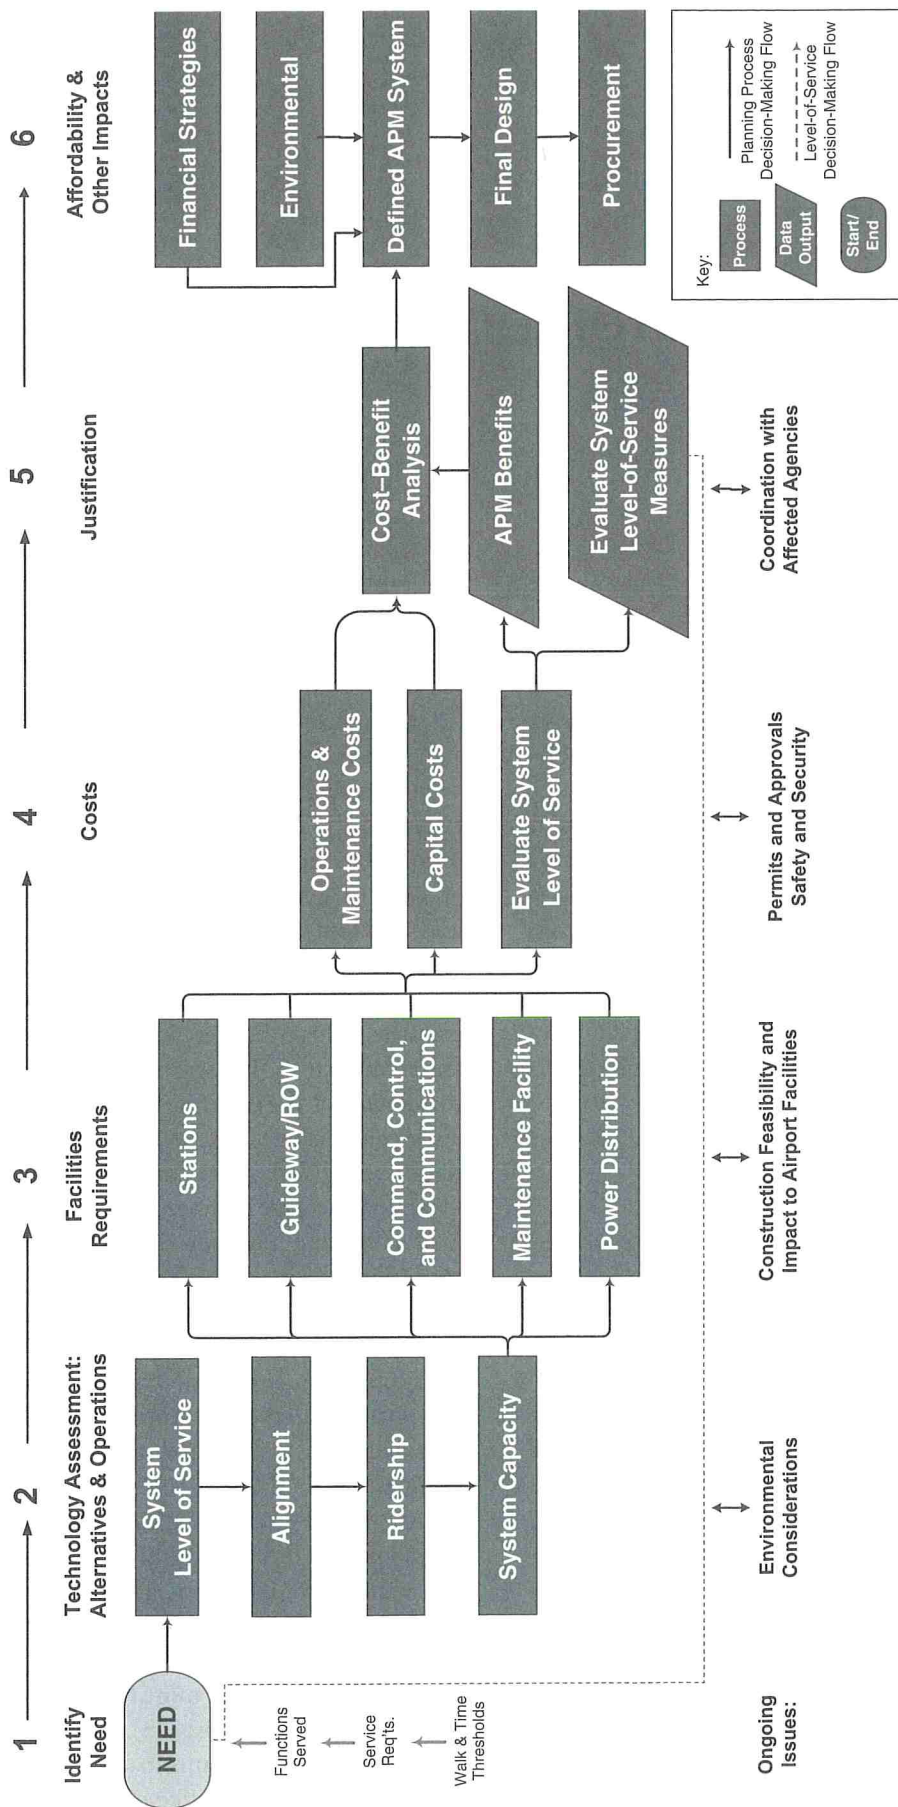 1
2
3
4
5
6
Identify
Need
Technology Assessment:
Alternatives & Operations
Facilities
Requirements
Costs
Justification
Affordability &
Other Impacts
NEED
Functions
Served
Service
Req'ts.
Walk & Time
Thresholds
System
Level of Service
Alignment
Ridership
System Capacity
Stations
Guideway/ROW
Command, Control,
and Communications
Maintenance Facility
Power Distribution
Operations &
Maintenance Costs
Capital Costs
Evaluate System
Level of Service
Cost–Benefit
Analysis
APM Benefits
Evaluate System
Level-of-Service
Measures
Financial Strategies
Environmental
Defined APM System
Final Design
Procurement
Ongoing
Issues:
Environmental
Considerations
Construction Feasibility and
Impact to Airport Facilities
Permits and Approvals
Safety and Security
Coordination with
Affected Agencies
Key:
Process
Data
Output
Start/
End
Planning Process
Decision-Making Flow
Level-of-Service
Decision-Making Flow